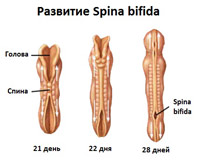 Развитие Spina bifida
Голова
Спина
Spina
bifida
21 день
22 дня
28 дней